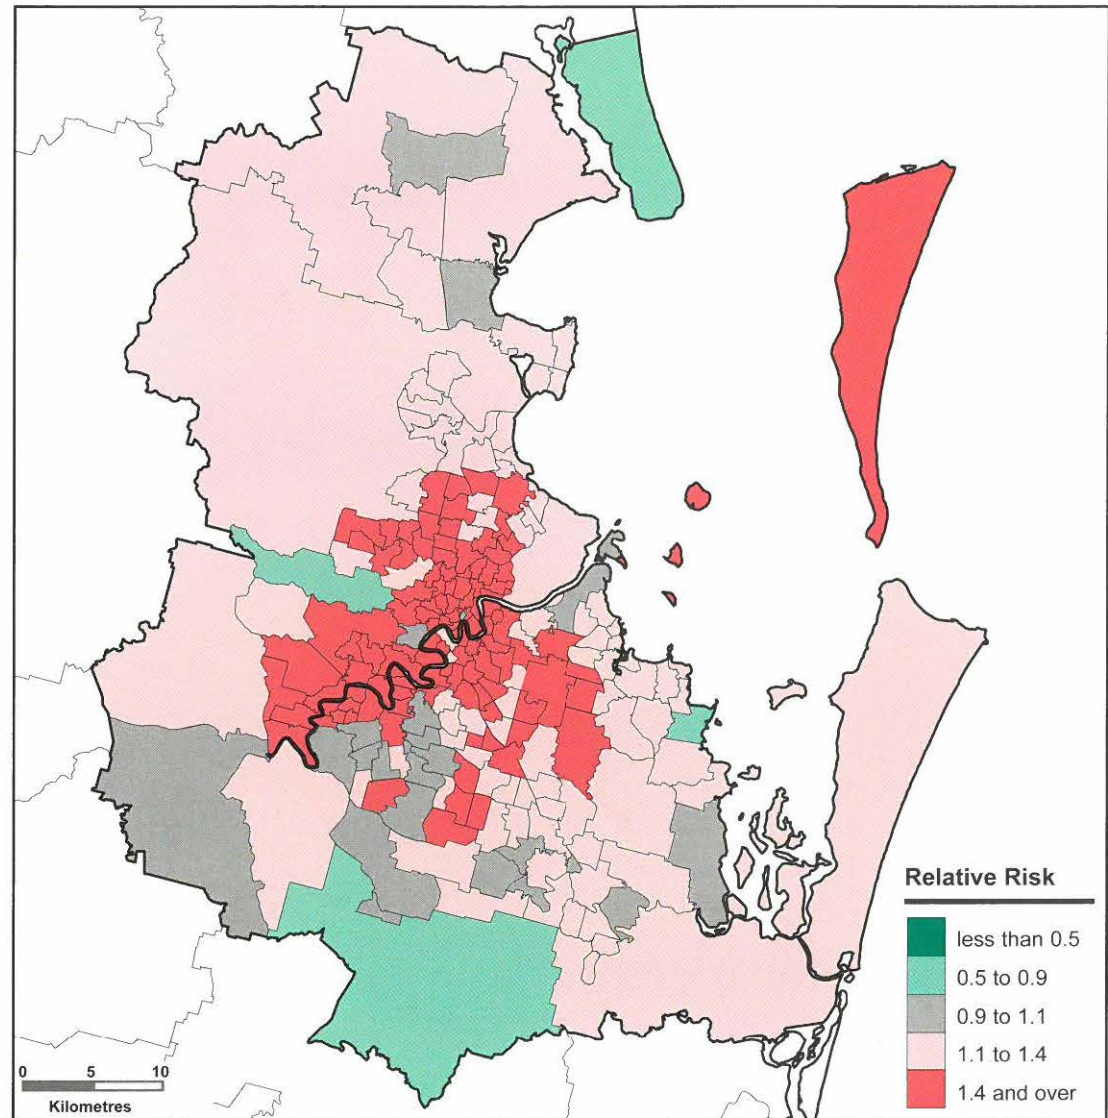 Relative Risk
less than 0.5
0.5 to 0.9
0.9 to 1.1
1.1 to 1.4
1.4 and over
0 5 10
Kilometres